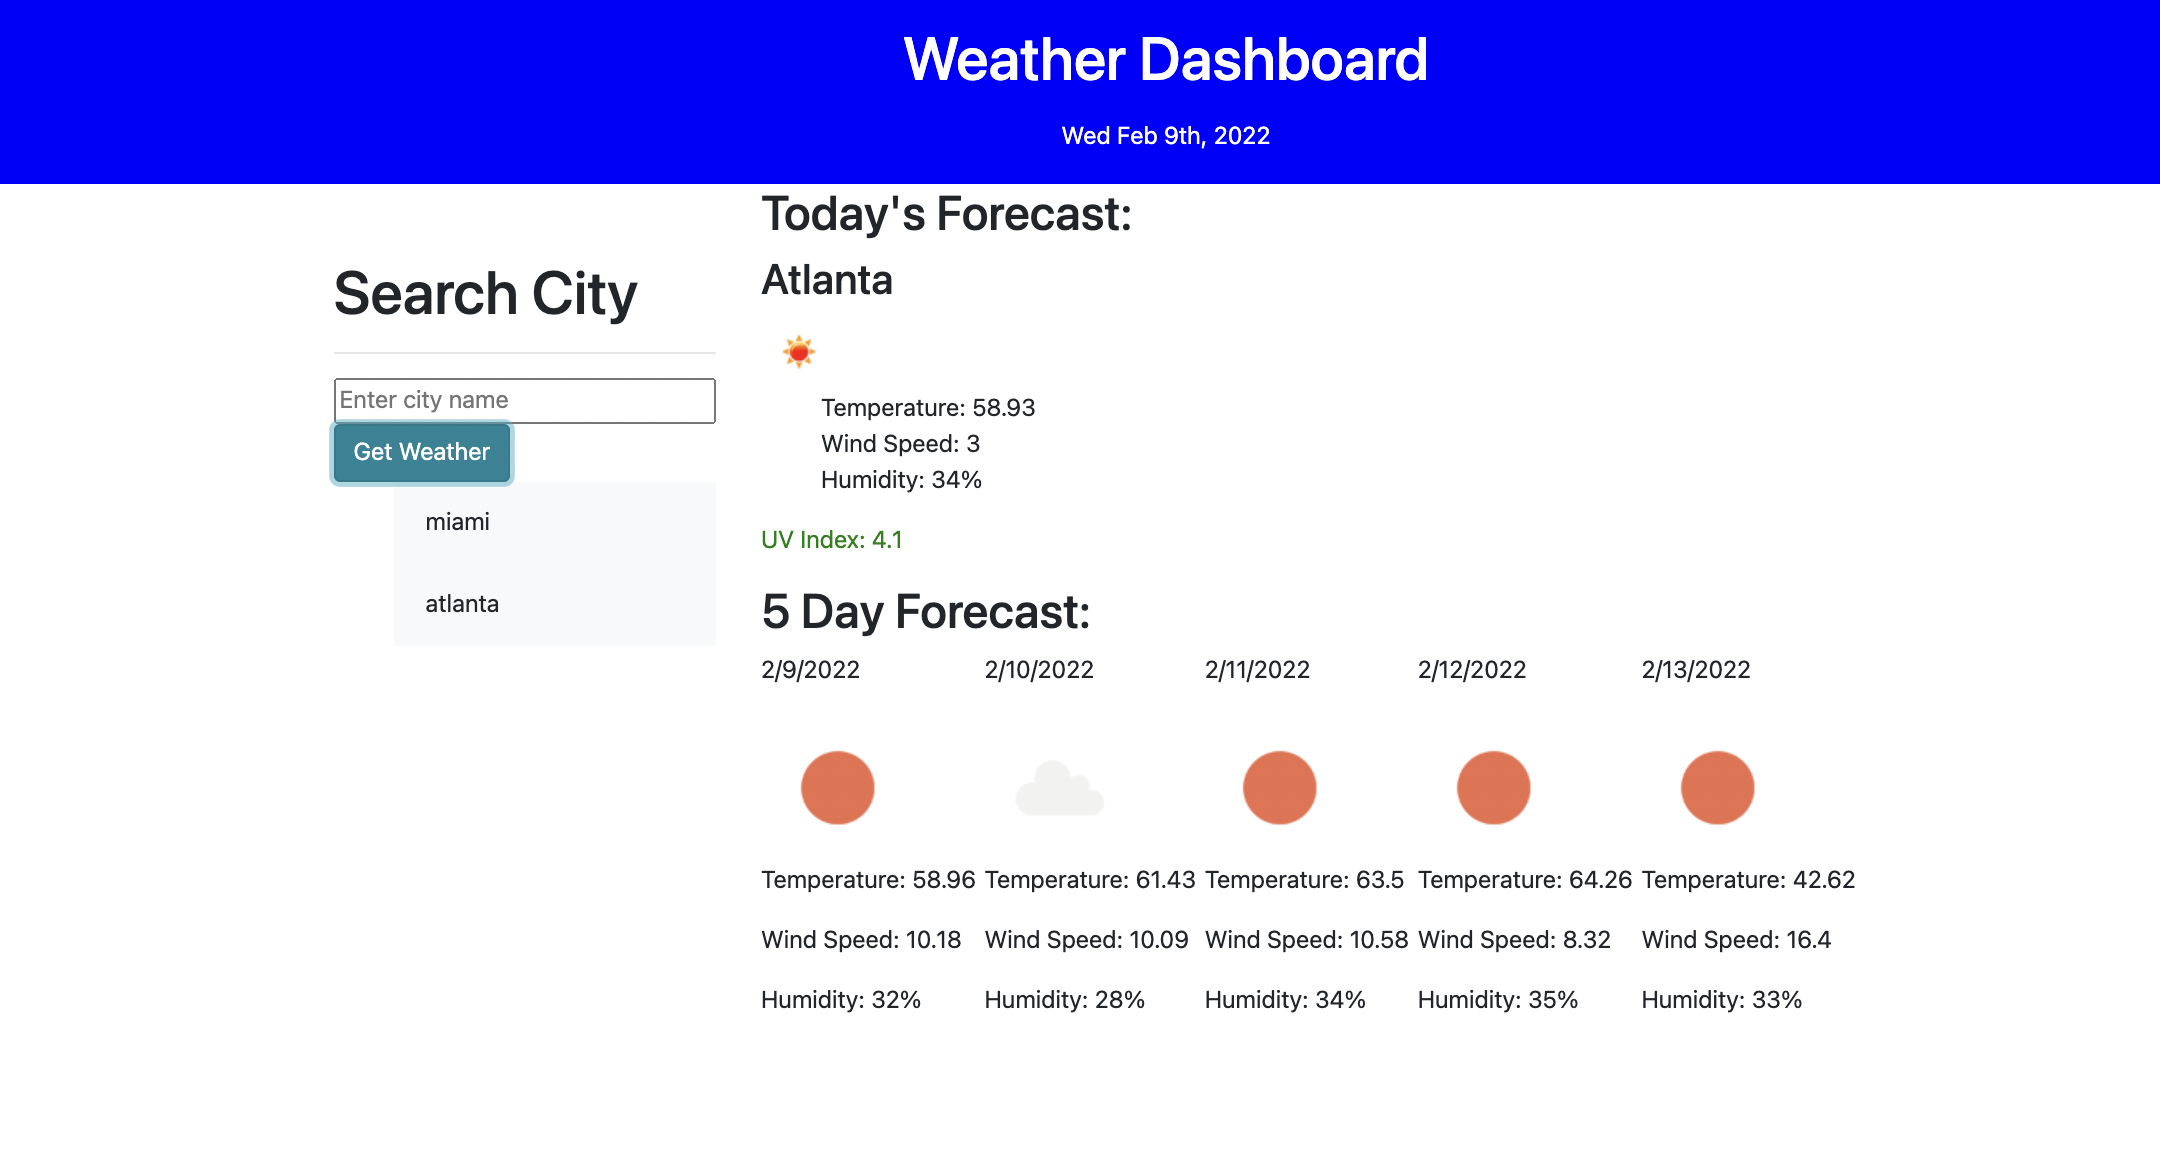 Weather Dashboard
Wed Feb 9th, 2022
Search City
Enter city name
Get Weather
miami
atlanta
Today's Forecast:
Atlanta
Temperature: 58.93
Wind Speed: 3
Humidity: 34%
UV Index: 4.1
5 Day Forecast:
2/9/2022 2/10/2022 2/11/2022 2/12/2022 2/13/2022
Temperature: 58.96 Temperature: 61.43 Temperature: 63.5 Temperature: 64.26 Temperature: 42.62
Wind Speed: 10.18 Wind Speed: 10.09 Wind Speed: 10.58 Wind Speed: 8.32 Wind Speed: 16.4
Humidity: 32% Humidity: 28% Humidity: 34% Humidity: 35% Humidity: 33%